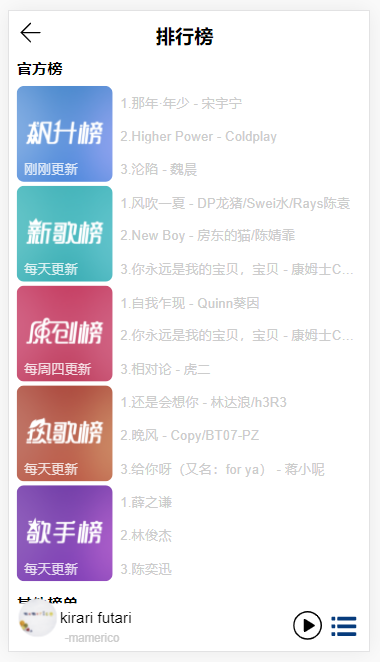 排行榜
官方榜
飙升榜
刚刚更新
1.那年·年少 - 宋宇宁
2.Higher Power - Coldplay
3.沦陷 - 魏晨
新歌榜
每天更新
1.风吹一夏 - DP龙猪/Swei水/Rays陈袁
2.New Boy - 房东的猫/陈婧霏
3.你永远是我的宝贝，宝贝 - 康姆士C...
原创榜
每周四更新
1.自我乍现 - Quinn葵因
2.你永远是我的宝贝，宝贝 - 康姆士C...
3.相对论 - 虎二
热歌榜
每天更新
1.还是会想你 - 林达浪/h3R3
2.晚风 - Copy/BT07-PZ
3.给你呀（又名：for ya） - 蒋小呢
歌手榜
每天更新
1.薛之谦
2.林俊杰
3.陈奕迅
其他榜单
kirari futari
-mamerico